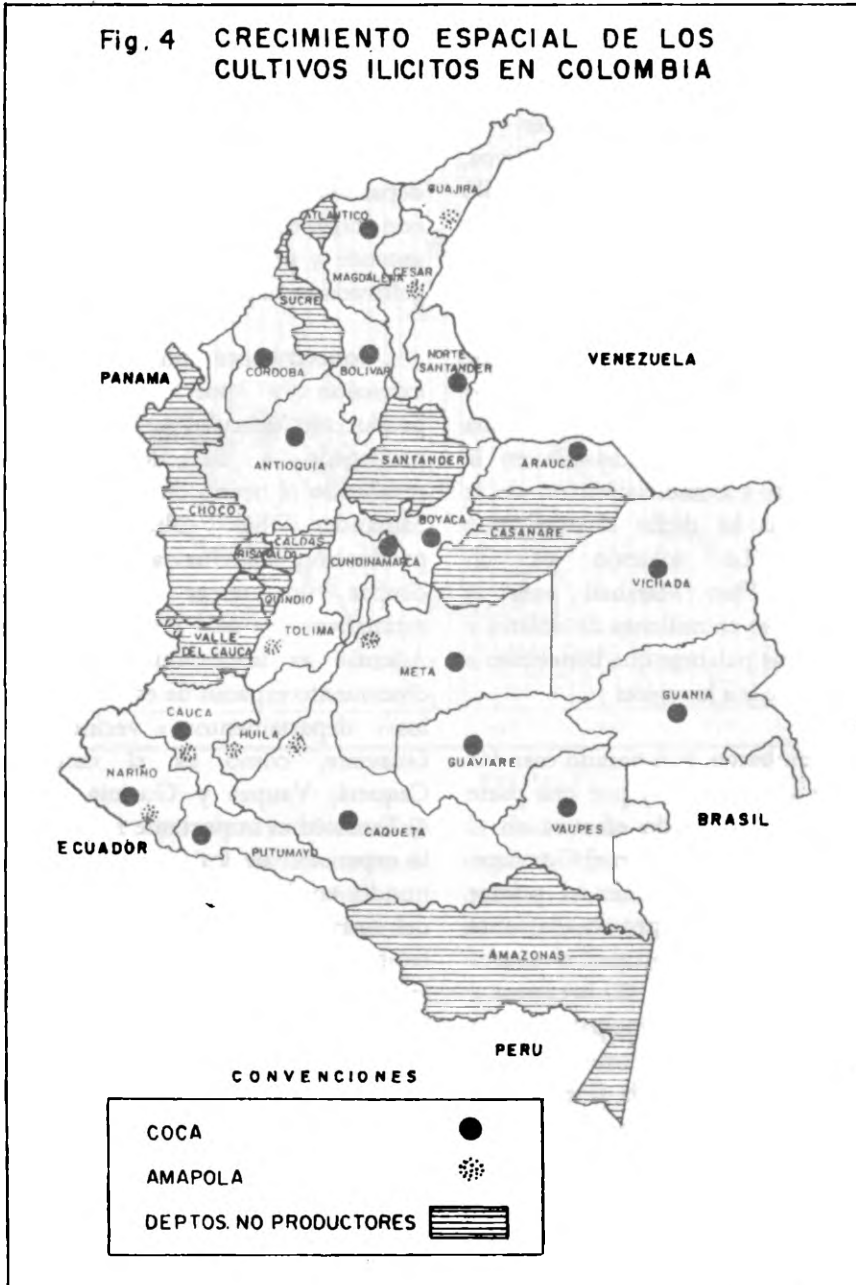 Fig. 4 CRECIMIENTO ESPACIAL DE LOS
CULTIVOS ILICITOS EN COLOMBIA
GUAJIRA
ATLANTICO
MAGDALENA
CESAR
SUCRE
NORTE
SANTANDER
VENEZUELA
PANAMA
CORDOBA
BOLIVAR
ANTIOQUIA
SANTANDER
ARAUCA
CHOCO
BOYACA
CASANARE
CALDAS
RISARALDA
CUNDINAMARCA
VICHADA
QUINDIO
TOLIMA
VALLE
DEL CAUCA
META
GUANIA
CAUCA
HUILA
GUAVIARE
NARIÑO
VAUPES
BRASIL
ECUADOR
CAQUETA
PUTUMAYO
AMAZONAS
PERU
CONVENCIONES
COCA
AMAPOLA
DEPTOS. NO PRODUCTORES